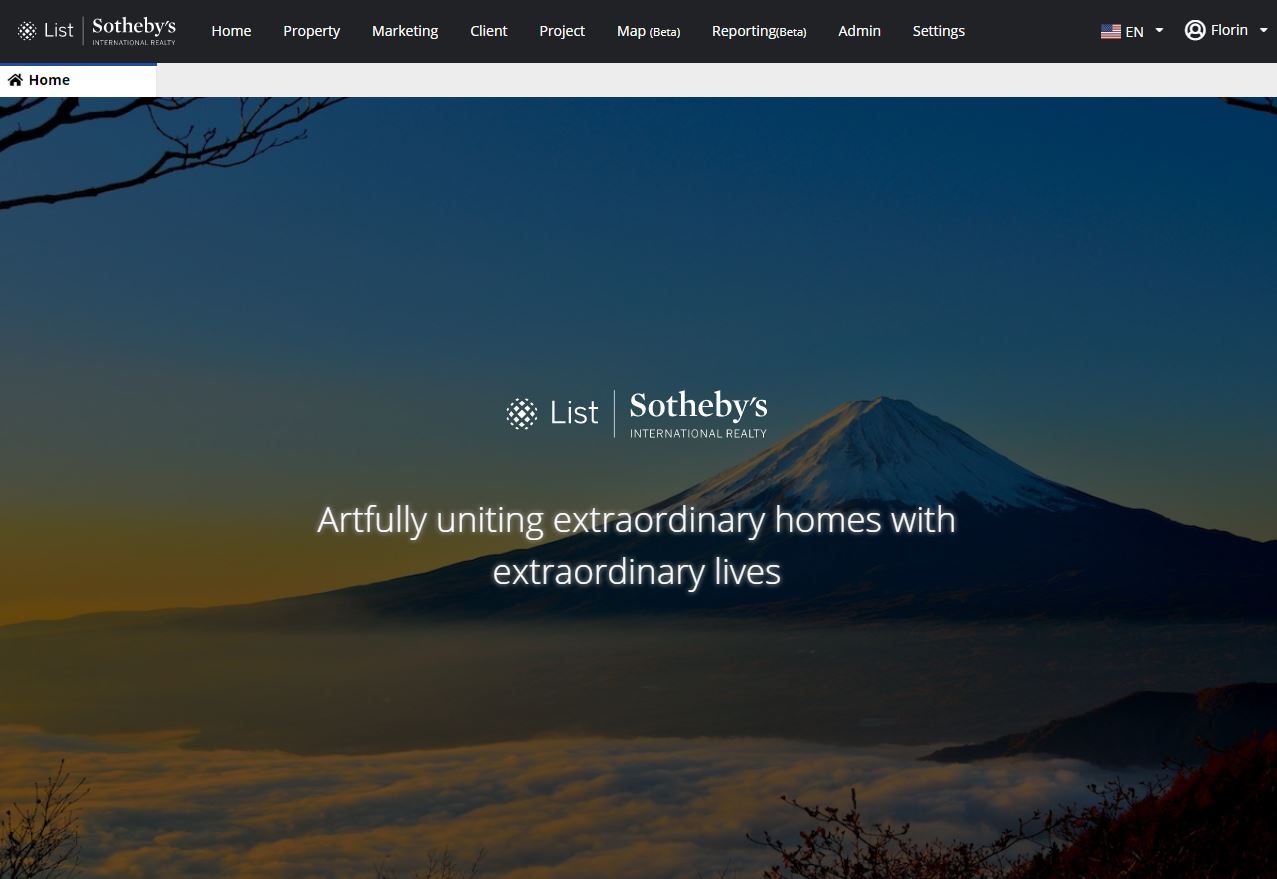 List | Sotheby's
INTERNATIONAL REALTY
Home Property Marketing Client Project Map (Beta) Reporting(Beta) Admin Settings EN Florin
Home
List | Sotheby's
INTERNATIONAL REALTY
Artfully uniting extraordinary homes with
extraordinary lives